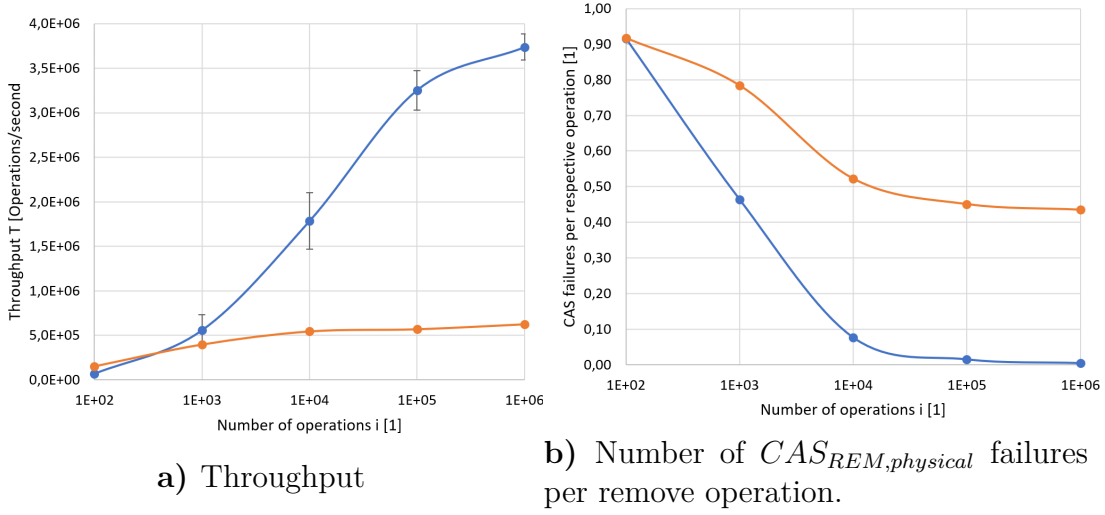 4,0E+06
3,5E+06
3,0E+06
2,5E+06
2,0E+06
1,5E+06
1,0E+06
5,0E+05
0,0E+00
Throughput T [Operations/second
1E+02 1E+03 1E+04 1E+05 1E+06
Number of operations i [1]
a) Throughput
1,00
0,90
0,80
0,70
0,60
0,50
0,40
0,30
0,20
0,10
0,00
CAS failures per respective operation [1]
1E+02 1E+03 1E+04 1E+05 1E+06
Number of operations i [1]
b) Number of CAS_{REM,physical} failures
per remove operation.